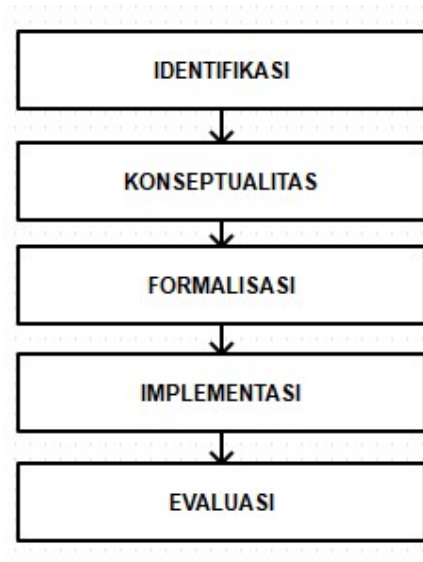 IDENTIFIKASI
KONSEPTUALITAS
FORMALISASI
IMPLEMENTASI
EVALUASI